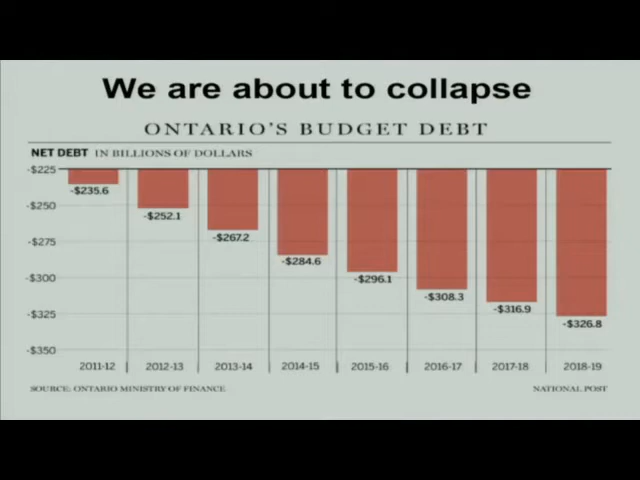 We are about to collapse
ONTARIO'S BUDGET DEBT
NET DEBT IN BILLIONS OF DOLLARS
-$225
-$250
-$275
-$300
-$325
-$350
-$235.6
-$252.1
-$267.2
-$284.6
-$296.1
-$308.3
-$316.9
-$326.8
2011-12 2012-13 2013-14 2014-15 2015-16 2016-17 2017-18 2018-19
SOURCE: ONTARIO MINISTRY OF FINANCE NATIONAL POST